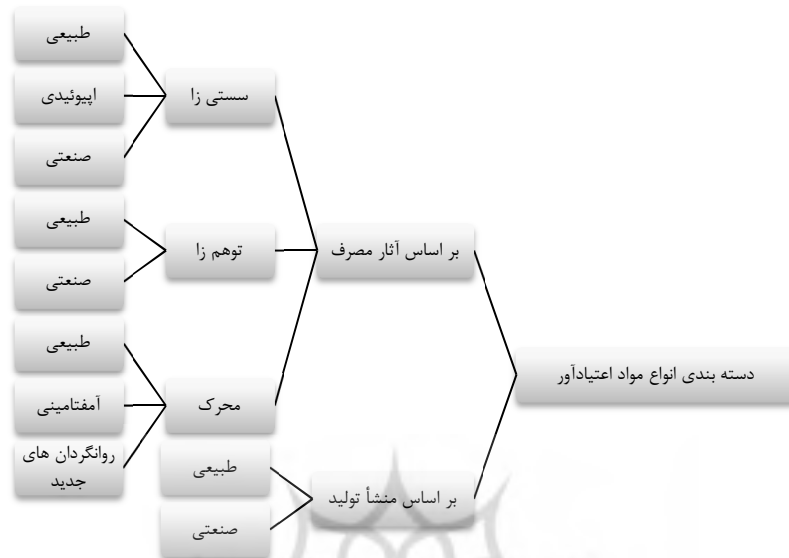 دسته بندی انواع مواد اعتیادآور
بر اساس آثار مصرف
سستی زا
طبیعی
اپیوئیدی
صنعتی
توهم زا
طبیعی
صنعتی
محرک
طبیعی
آمفتامینی
روانگردان های
جدید
بر اساس منشأ تولید
طبیعی
صنعتی